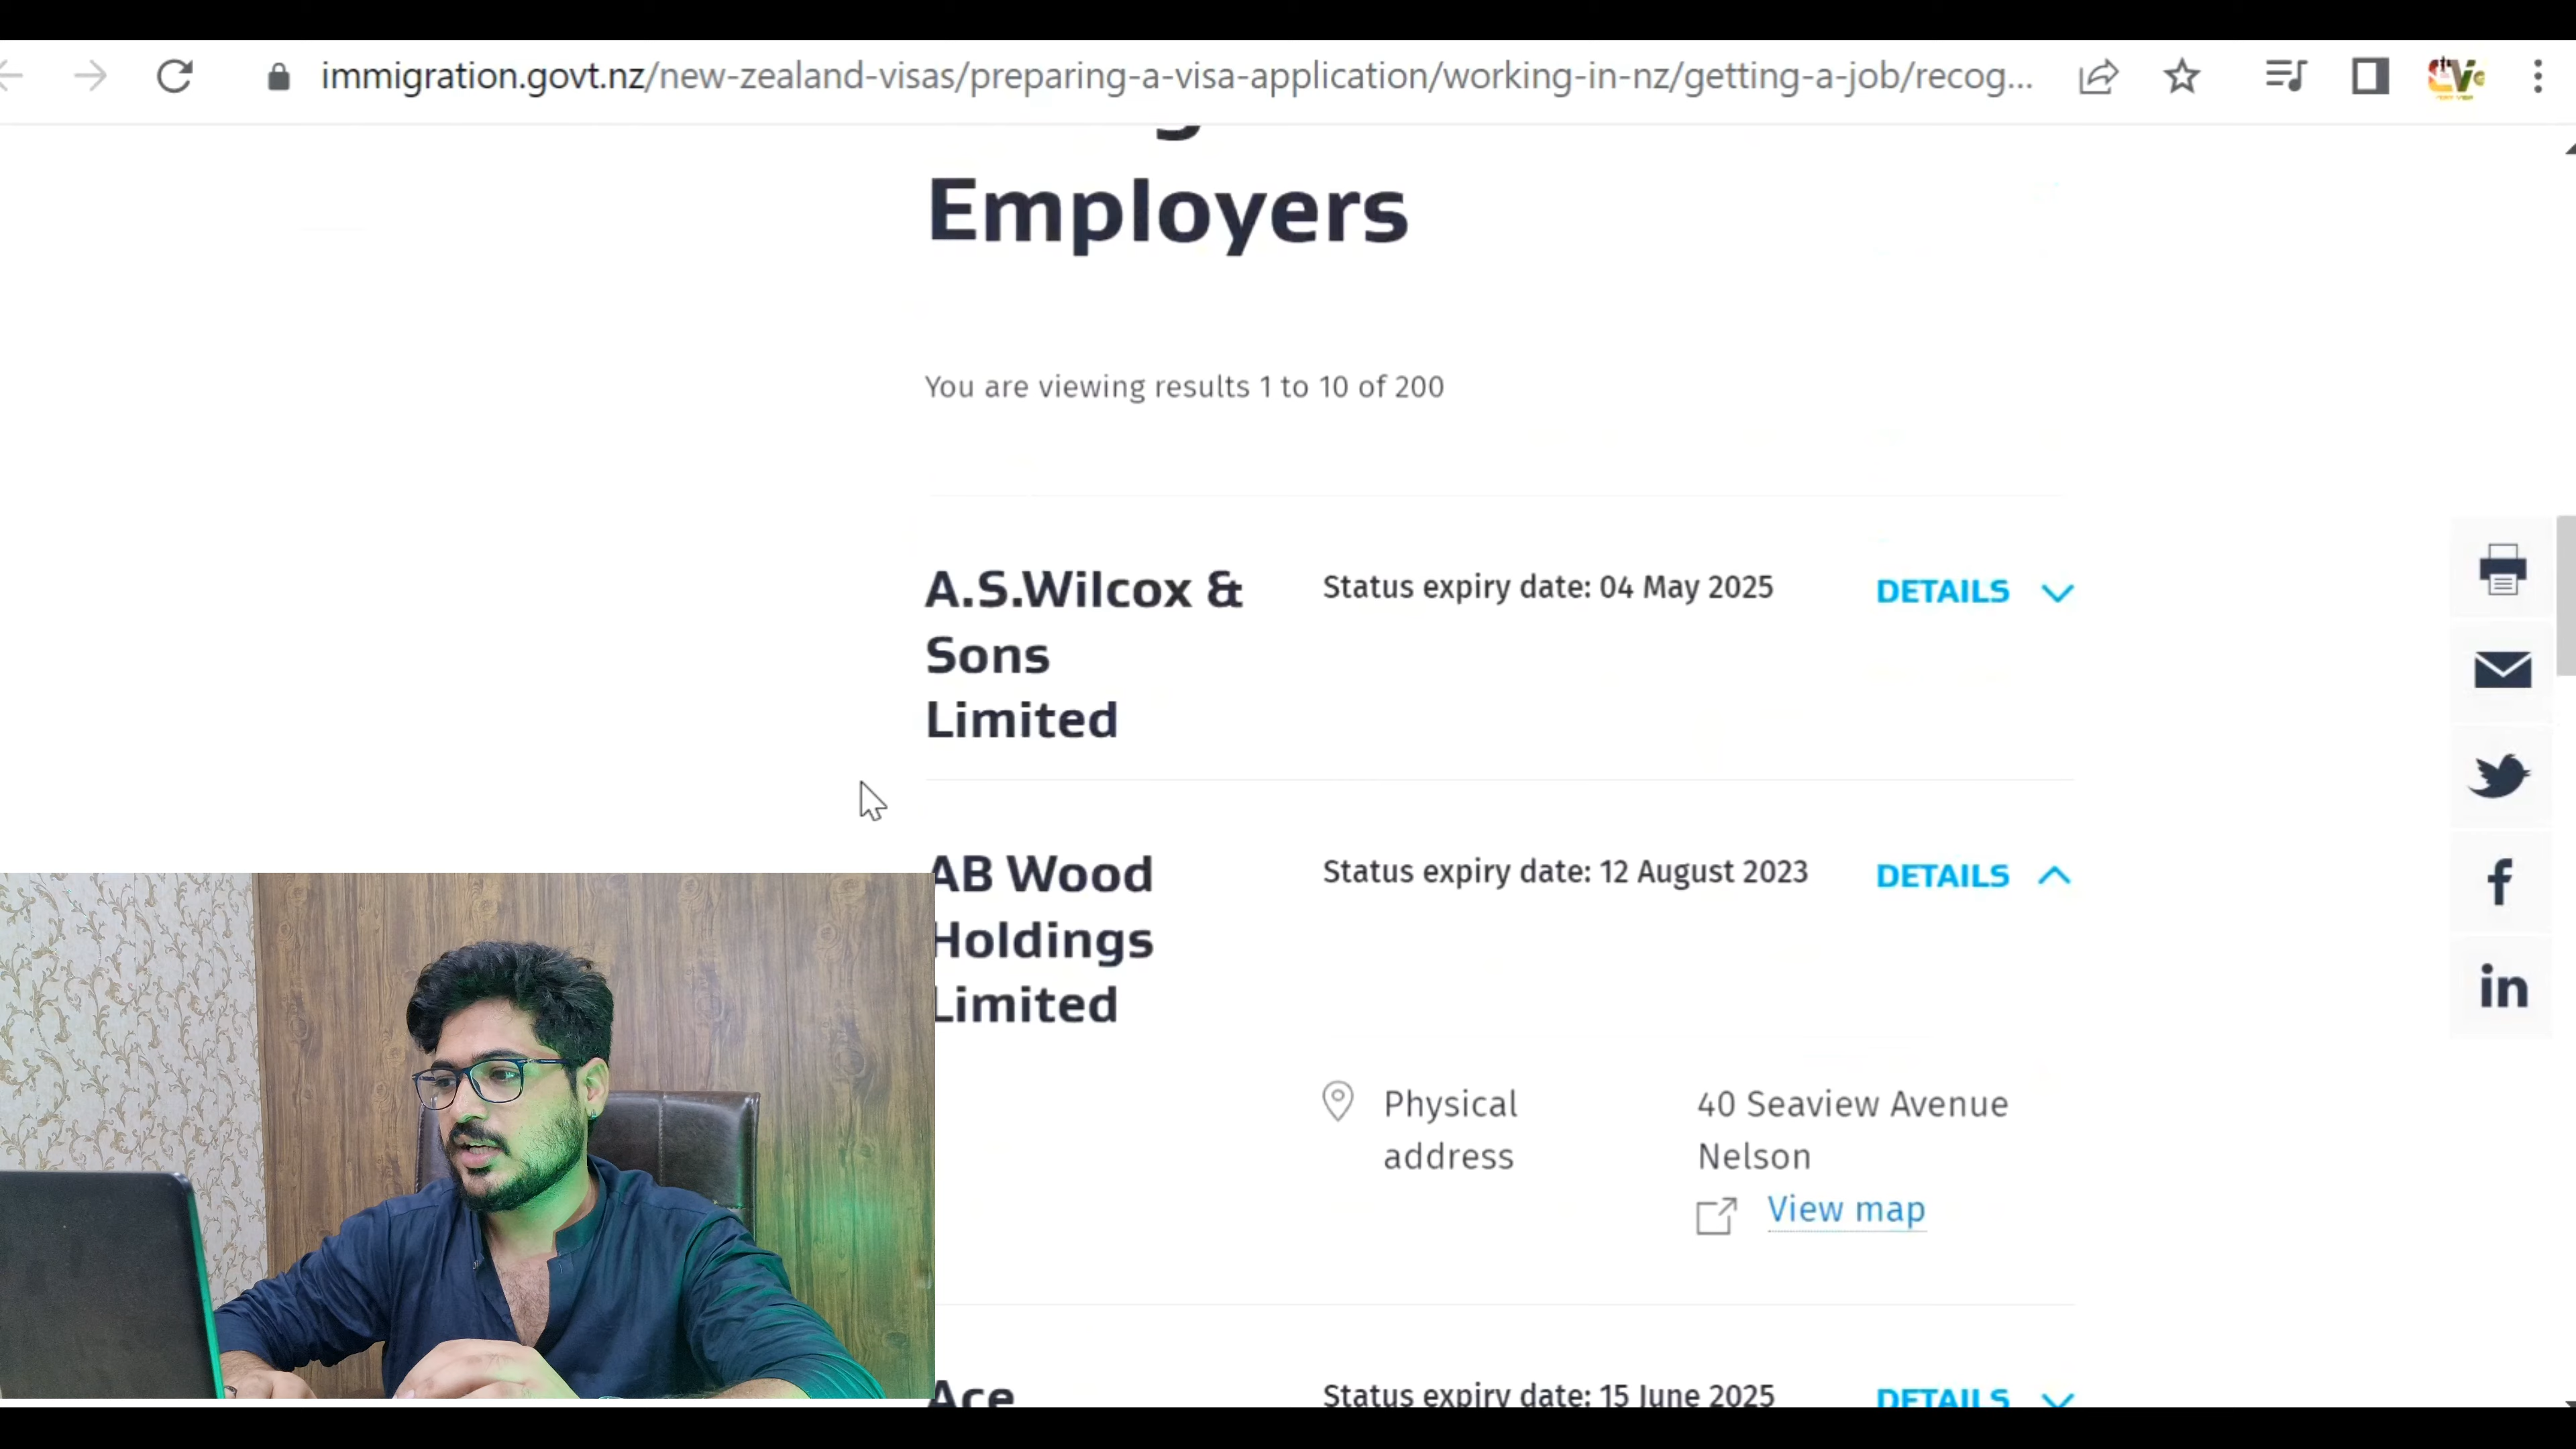 immigration.govt.nz/new-zealand-visas/preparing-a-visa-application/working-in-nz/getting-a-job/recog...
Employers
You are viewing results 1 to 10 of 200
A.S.Wilcox &
Sons
Limited
Status expiry date: 04 May 2025
DETAILS
AB Wood
Holdings
Limited
Status expiry date: 12 August 2023
DETAILS
Physical
address
40 Seaview Avenue
Nelson
View map
Ace
Status expiry date: 15 June 2025
DETAILS
f
in